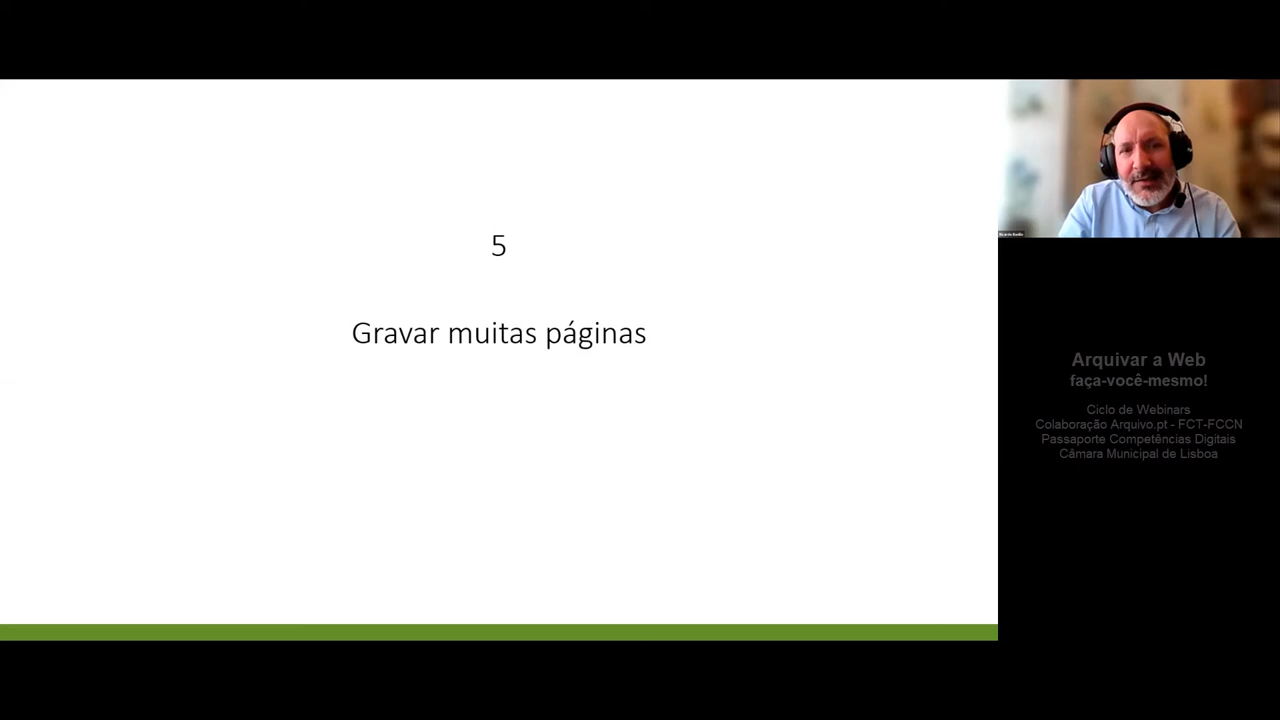 5
Gravar muitas páginas
Arquivar a Web
faça-você-mesmo!
Ciclo de Webinars
Colaboração Arquivo.pt - FCT-FCCN
Passaporte Competências Digitais
Câmara Municipal de Lisboa